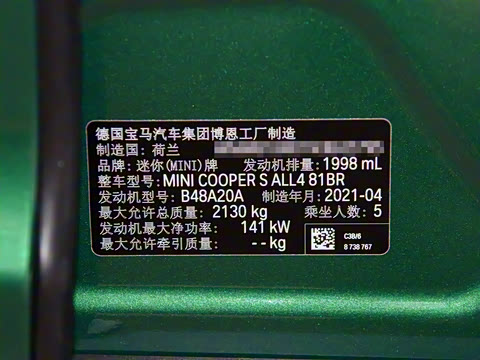 德国宝马汽车集团博恩工厂制造
制造国: 荷兰
品牌: 迷你(MINI)牌 发动机排量: 1998 mL
整车型号: MINI COOPER S ALL4 81BR
发动机型号: B48A20A 制造年月: 2021-04
最大允许总质量: 2130 kg 乘坐人数: 5
发动机最大净功率: 141 kW
最大允许牵引质量: -- kg
C3B/6
8 738 767